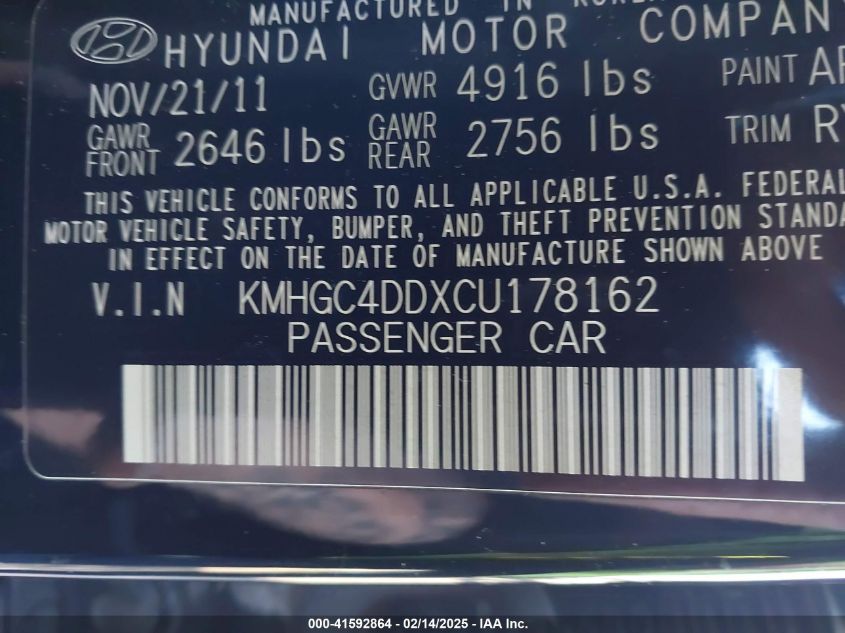 MANUFACTURED IN KOREA
HYUNDAI MOTOR COMPAN
NOV/21/11 GVWR 4916 lbs PAINT
GAWR FRONT 2646 lbs GAWR REAR 2756 lbs TRIM
THIS VEHICLE CONFORMS TO ALL APPLICABLE U.S.A. FEDERAL
MOTOR VEHICLE SAFETY, BUMPER, AND THEFT PREVENTION STANDA
IN EFFECT ON THE DATE OF MANUFACTURE SHOWN ABOVE
V.I.N KMHGC4DDXCU178162
PASSENGER CAR
000-41592864 - 02/14/2025 - IAA Inc.